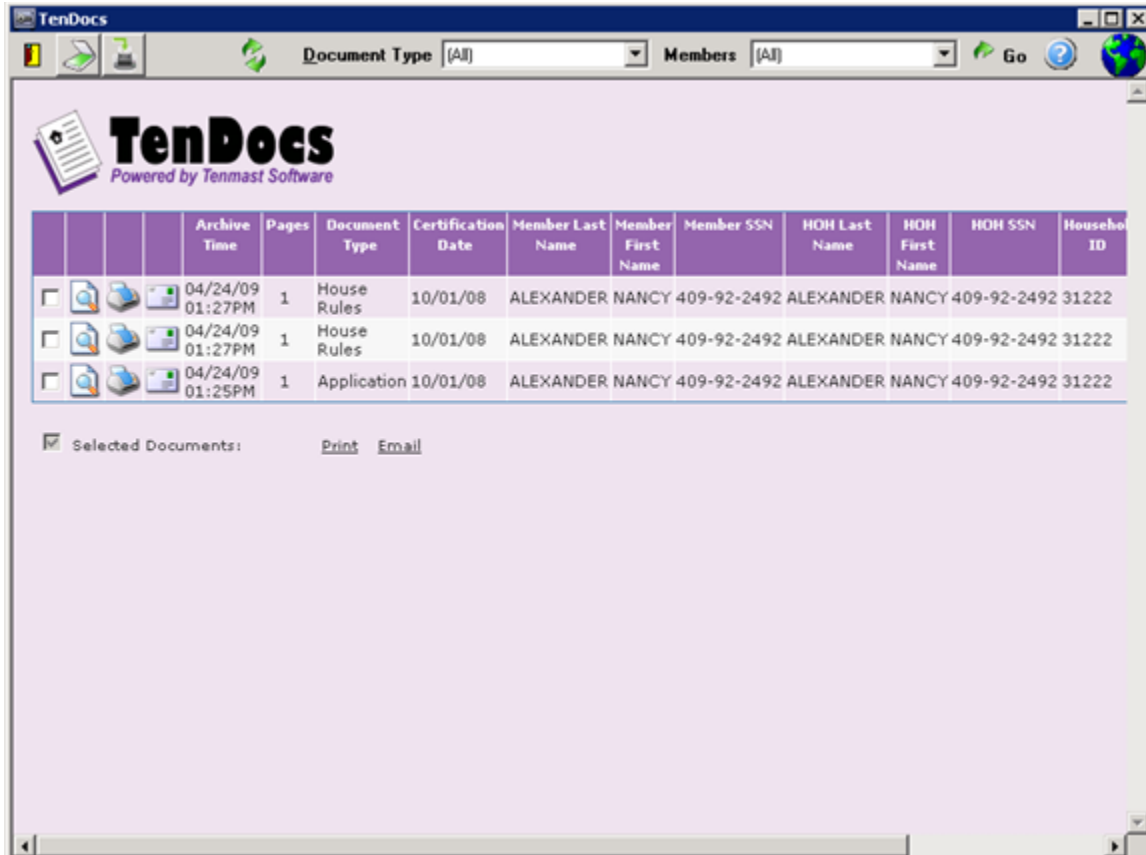 TenDocs
Document Type (All) Members (All) Go
TenDocs
Powered by Tenmast Software
Archive Time Pages Document Type Certification Date Member Last Name Member First Name Member SSN HOH Last Name HOH First Name HOH SSN Househo ID
04/24/09 01:27PM 1 House Rules 10/01/08 ALEXANDER NANCY 409-92-2492 ALEXANDER NANCY 409-92-2492 31222
04/24/09 01:27PM 1 House Rules 10/01/08 ALEXANDER NANCY 409-92-2492 ALEXANDER NANCY 409-92-2492 31222
04/24/09 01:25PM 1 Application 10/01/08 ALEXANDER NANCY 409-92-2492 ALEXANDER NANCY 409-92-2492 31222
Selected Documents: Print Email